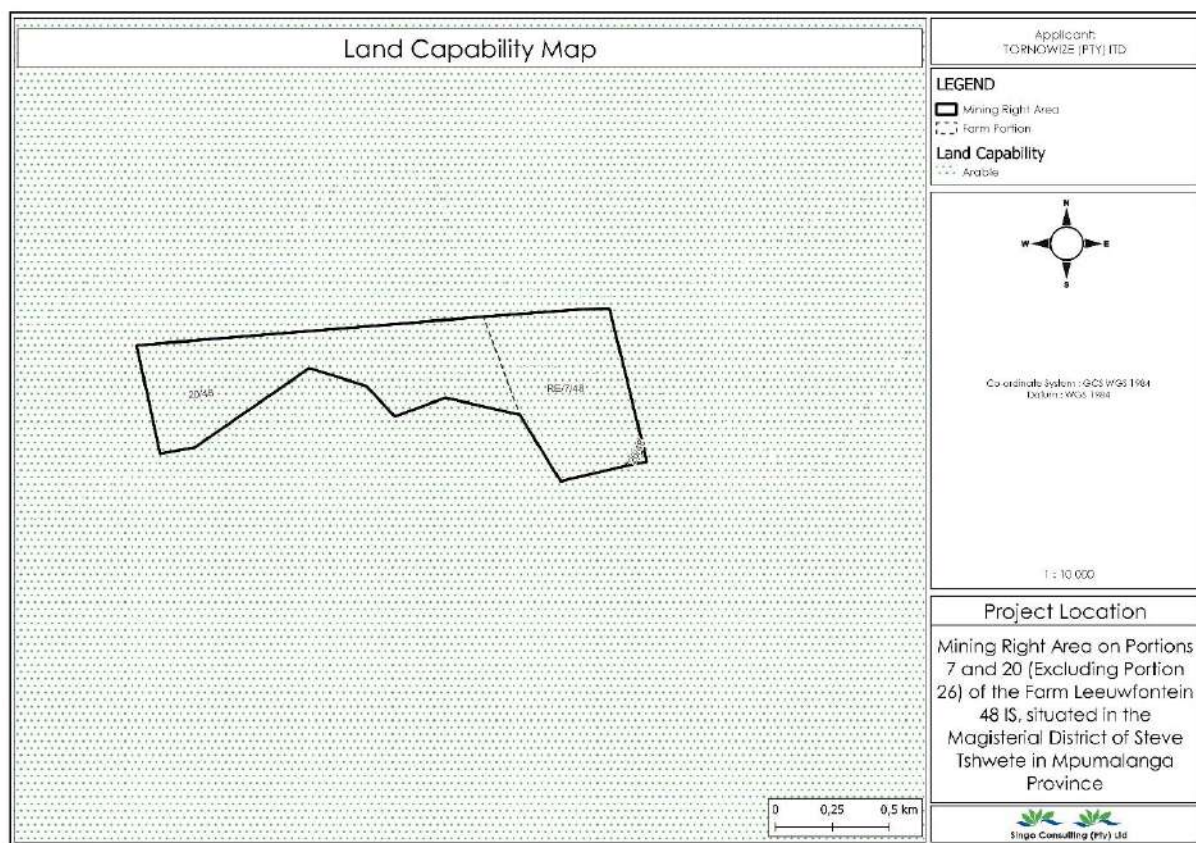 Land Capability Map
Applicant:
TORNOWIZE (PTY) LTD
LEGEND
Mining Right Area
Farm Portion
Land Capability
Arable
N
W
E
S
Co-ordinate System : GCS WGS 1984
Datum : WGS 1984
1 : 10 000
20/48
RE/7/48
0 0,25 0,5 km
Project Location
Mining Right Area on Portions
7 and 20 (Excluding Portion
26) of the Farm Leeuwfontein
48 IS, situated in the
Magisterial District of Steve
Tshwete in Mpumalanga
Province
Singo Consulting (Pty) Ltd